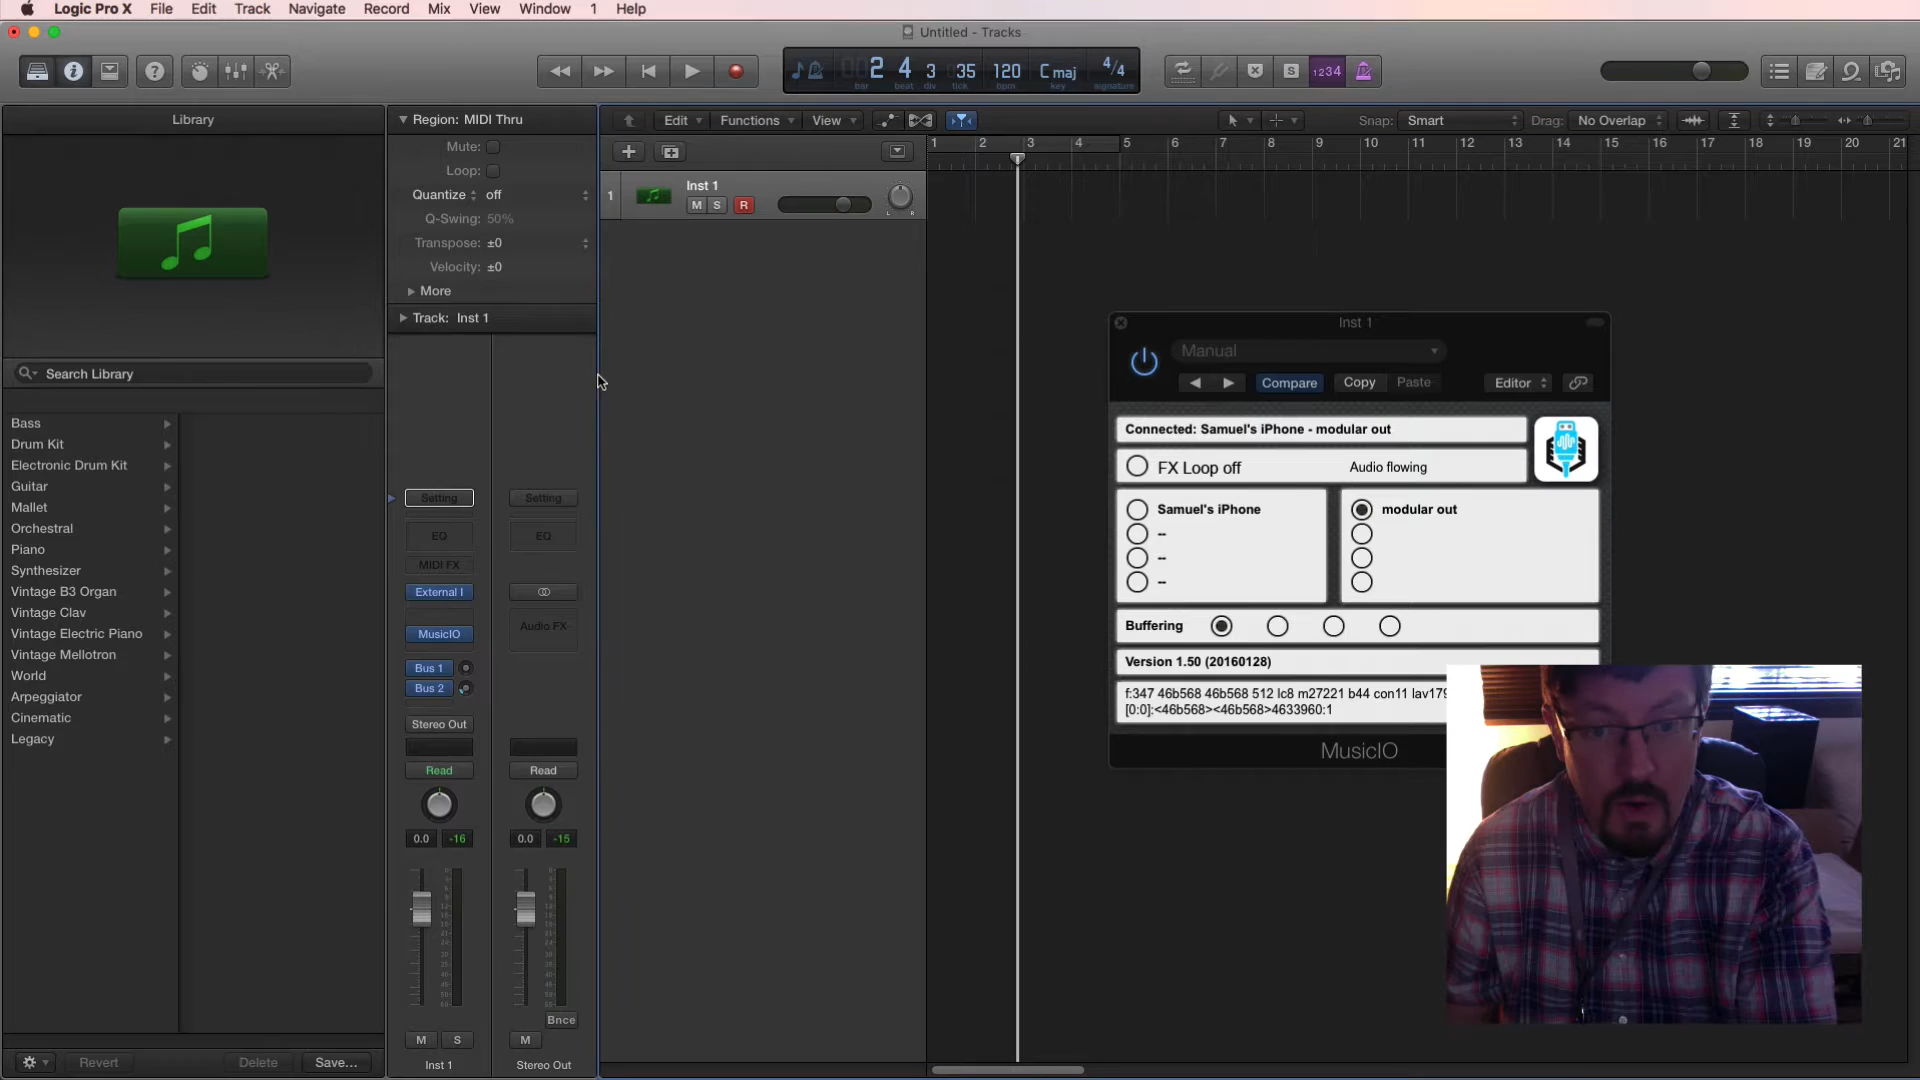 Logic Pro X File Edit Track Navigate Record Mix View Window 1 Help
Untitled - Tracks
2 4 3 35 120 C maj 4/4
bar beat div tick bpm key signature
S 1234
Library
Region: MIDI Thru
Edit Functions View Snap: Smart Drag: No Overlap
Mute:
Loop:
Quantize off
Q-Swing: 50%
Transpose: ±0
Velocity: ±0
More
Track: Inst 1
1 2 3 4 5 6 7 8 9 10 11 12 13 14 15 16 17 18 19 20 21
1 Inst 1
M S R
L R
Search Library
Bass
Drum Kit
Electronic Drum Kit
Guitar
Mallet
Orchestral
Piano
Synthesizer
Vintage B3 Organ
Vintage Clav
Vintage Electric Piano
Vintage Mellotron
World
Arpeggiator
Cinematic
Legacy
Setting Setting
EQ EQ
MIDI FX
External I
Audio FX
MusicIO
Bus 1
Bus 2
Stereo Out
Read Read
0.0 -16 0.0 -15
Bnce
M S M
Inst 1 Stereo Out
Revert Delete Save...
Inst 1
Manual
Compare Copy Paste Editor
Connected: Samuel's iPhone - modular out
FX Loop off Audio flowing
Samuel's iPhone modular out
--
--
--
Buffering
Version 1.50 (20160128)
f:347 46b568 46b568 512 lc8 m27221 b44 con11 lav179
[0:0]:<46b568><46b568>4633960:1
MusicIO